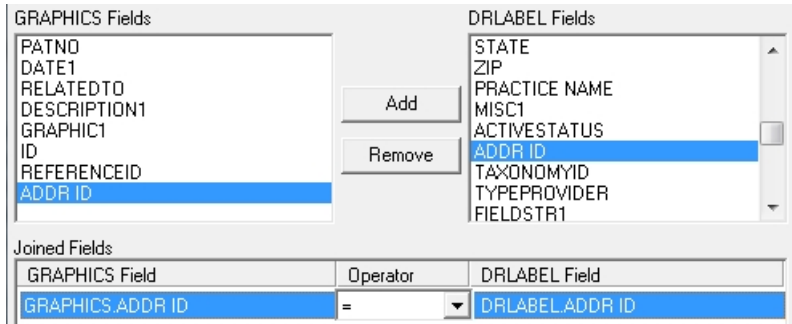 GRAPHICS Fields
PATNO
DATE1
RELATEDTO
DESCRIPTION1
GRAPHIC1
ID
REFERENCEID
ADDR ID
Add
Remove
DRLABEL Fields
STATE
ZIP
PRACTICE NAME
MISC1
ACTIVESTATUS
ADDR ID
TAXONOMYID
TYPEPROVIDER
FIELDSTR1
Joined Fields
GRAPHICS Field Operator DRLABEL Field
GRAPHICS.ADDR ID = DRLABEL.ADDR ID